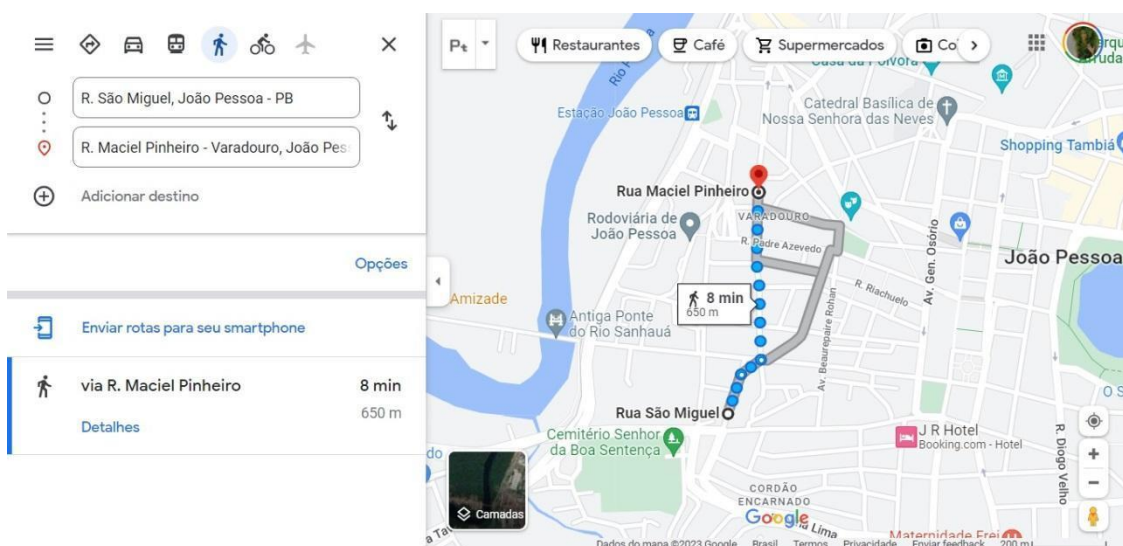 R. São Miguel, João Pessoa - PB
R. Maciel Pinheiro - Varadouro, João Pes
Adicionar destino
Opções
Enviar rotas para seu smartphone
via R. Maciel Pinheiro
8 min
650 m
Detalhes
Restaurantes
Café
Supermercados
Estação João Pessoa
Catedral Basílica de
Nossa Senhora das Neves
Shopping Tambiá
Rua Maciel Pinheiro
Rodoviária de
João Pessoa
VARADOURO
R. Padre Azevedo
Av. Gen. Osório
João Pessoa
R. Riachuelo
8 min
650 m
Amizade
Antiga Ponte
do Rio Sanhauá
Av. Beaurepaire Rohan
Rua São Miguel
Cemitério Senhor
da Boa Sentença
J R Hotel
Booking.com - Hotel
R. Diogo Velho
CORDÃO
ENCARNADO
Camadas
Google
Lima
Maternidade Frei
Dados do mapa ©2023 Google
Brasil
Termos
Privacidade
Enviar feedback
200 m